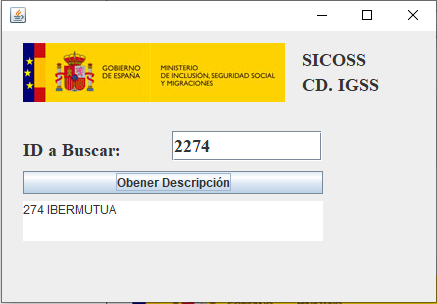 GOBIERNO
DE ESPAÑA
MINISTERIO
DE INCLUSIÓN, SEGURIDAD SOCIAL
Y MIGRACIONES
SICOSS
CD. IGSS
ID a Buscar:
2274
Obener Descripción
274 IBERMUTUA